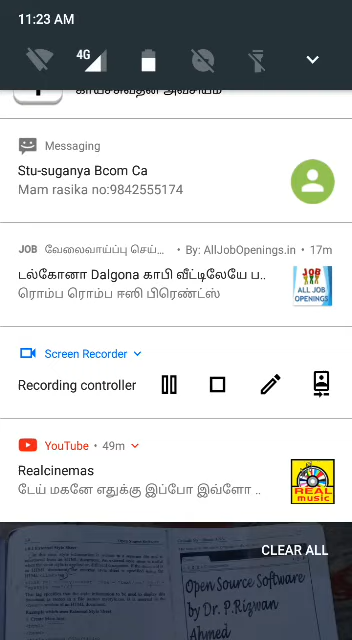 11:23 AM
4G
Messaging
Stu-suganya Bcom Ca
Mam rasika no:9842555174
JOB வேலைவாய்ப்பு செய்... • By: AllJobOpenings.in • 17m
டல்கோனா Dalgona காபி வீட்டிலேயே ப..
ரொம்ப ரொம்ப ஈஸி பிரெண்ட்ஸ்
JOB
ALL JOB
OPENINGS
Screen Recorder
Recording controller
YouTube • 49m
Realcinemas
டேய் மகனே எதுக்கு இப்போ இவ்ளோ ..
REAL
music
CLEAR ALL
Open Source Software
by Dr. P.Rizwan
Ahmed